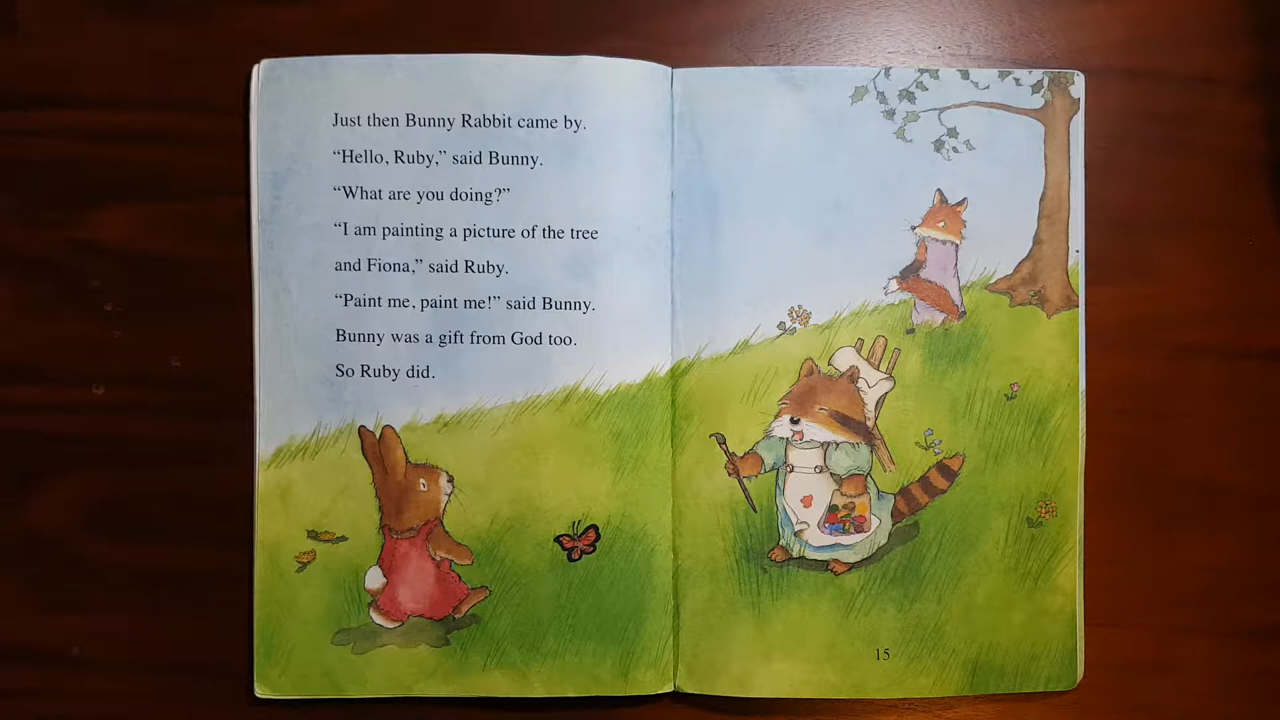 Just then Bunny Rabbit came by.
“Hello, Ruby,” said Bunny.
“What are you doing?”
“I am painting a picture of the tree
and Fiona,” said Ruby.
“Paint me, paint me!” said Bunny.
Bunny was a gift from God too.
So Ruby did.
15